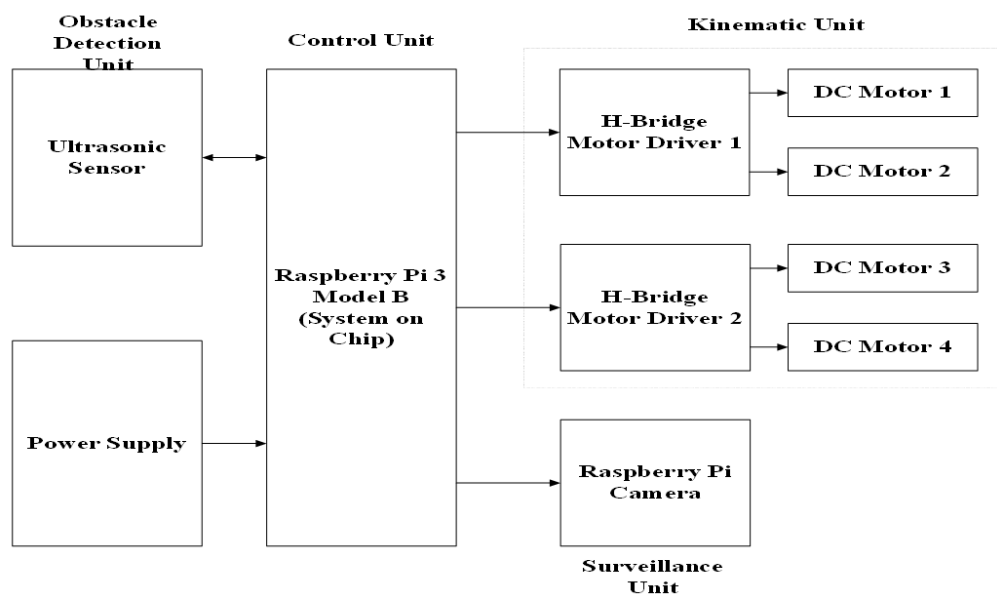 Obstacle
Detection
Unit
Ultrasonic
Sensor
Power Supply
Control Unit
Raspberry Pi 3
Model B
(System on
Chip)
Kinematic Unit
H-Bridge
Motor Driver 1
DC Motor 1
DC Motor 2
H-Bridge
Motor Driver 2
DC Motor 3
DC Motor 4
Raspberry Pi
Camera
Surveillance
Unit